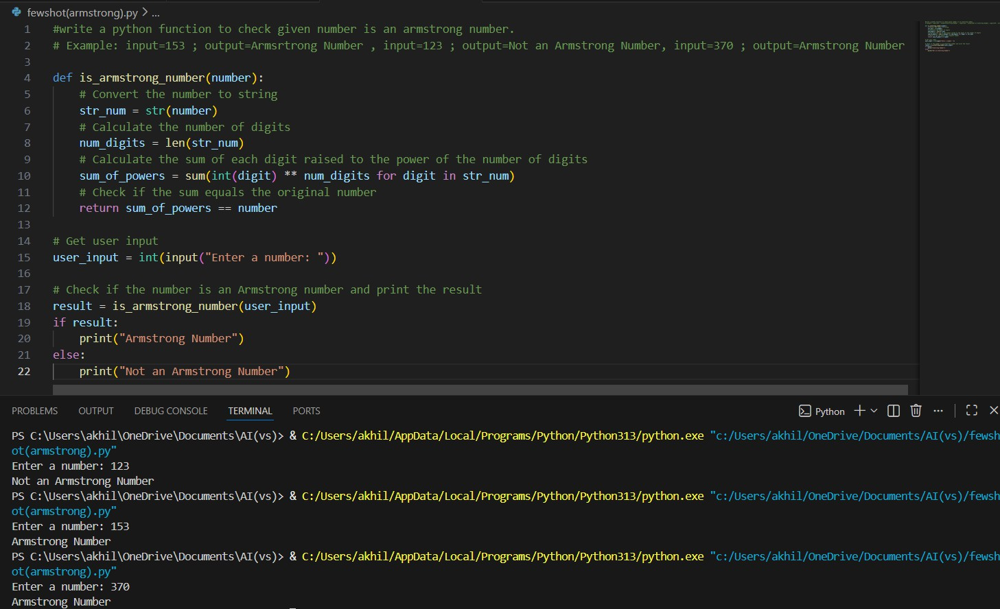 fewshot(armstrong).py > ...
1 #write a python function to check given number is an armstrong number.
2 # Example: input=153 ; output=Armsrtrong Number , input=123 ; output=Not an Armstrong Number, input=370 ; output=Armstrong Number
3
4 def is_armstrong_number(number):
5     # Convert the number to string
6     str_num = str(number)
7     # Calculate the number of digits
8     num_digits = len(str_num)
9     # Calculate the sum of each digit raised to the power of the number of digits
10     sum_of_powers = sum(int(digit) ** num_digits for digit in str_num)
11     # Check if the sum equals the original number
12     return sum_of_powers == number
13
14 # Get user input
15 user_input = int(input("Enter a number: "))
16
17 # Check if the number is an Armstrong number and print the result
18 result = is_armstrong_number(user_input)
19 if result:
20     print("Armstrong Number")
21 else:
22     print("Not an Armstrong Number")
PROBLEMS OUTPUT DEBUG CONSOLE TERMINAL PORTS Python
PS C:\Users\akhil\OneDrive\Documents\AI(vs)> & C:/Users/akhil/AppData/Local/Programs/Python/Python313/python.exe "c:/Users/akhil/OneDrive/Documents/AI(vs)/fewsh
ot(armstrong).py"
Enter a number: 123
Not an Armstrong Number
PS C:\Users\akhil\OneDrive\Documents\AI(vs)> & C:/Users/akhil/AppData/Local/Programs/Python/Python313/python.exe "c:/Users/akhil/OneDrive/Documents/AI(vs)/fewsh
ot(armstrong).py"
Enter a number: 153
Armstrong Number
PS C:\Users\akhil\OneDrive\Documents\AI(vs)> & C:/Users/akhil/AppData/Local/Programs/Python/Python313/python.exe "c:/Users/akhil/OneDrive/Documents/AI(vs)/fewsh
ot(armstrong).py"
Enter a number: 370
Armstrong Number